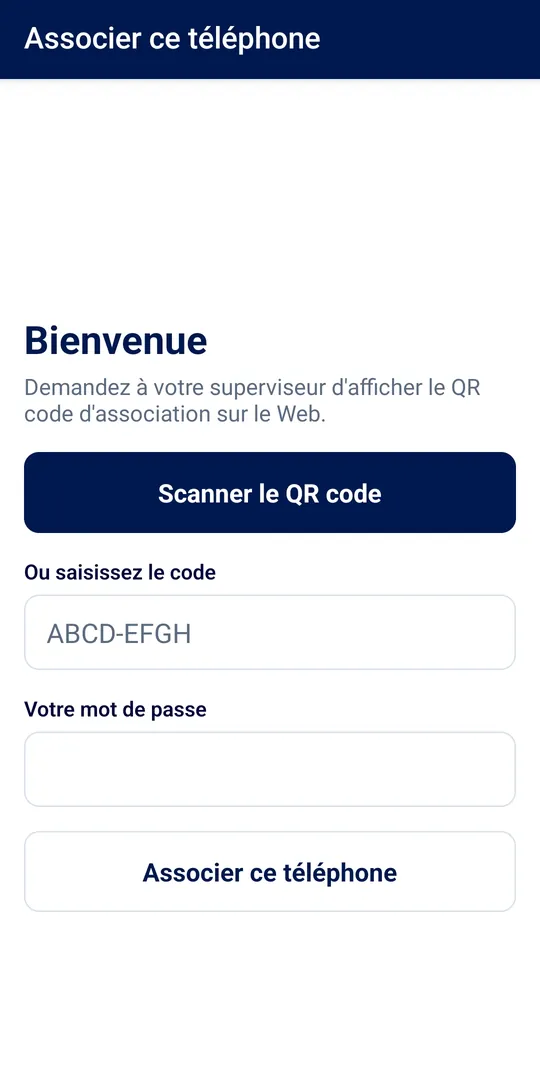 Associer ce téléphone
Bienvenue
Demandez à votre superviseur d'afficher le QR
code d'association sur le Web.
Scanner le QR code
Ou saisissez le code
ABCD-EFGH
Votre mot de passe
Associer ce téléphone